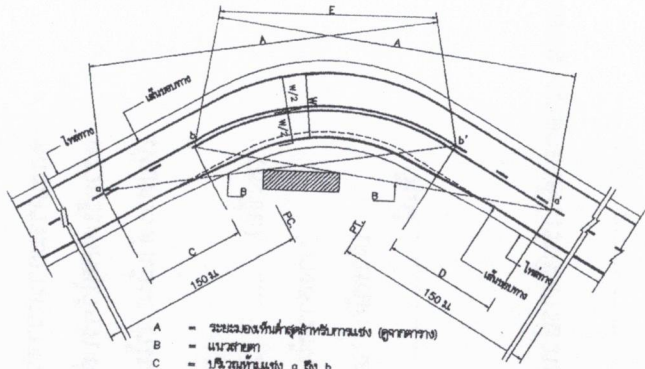 E
A
A
เส้นขอบทาง
ไหล่ทาง
W/2
W
W/2
b
b'
a
a'
B
B
C
D
P.C.
P.T.
150 ม.
150 ม.
เส้นขอบทาง
ไหล่ทาง
A = ระยะมองเห็นต่ำสุดสำหรับการแซง (ดูจากตาราง)
B = แนวสายตา
C = บริเวณห้ามแซง a ถึง b